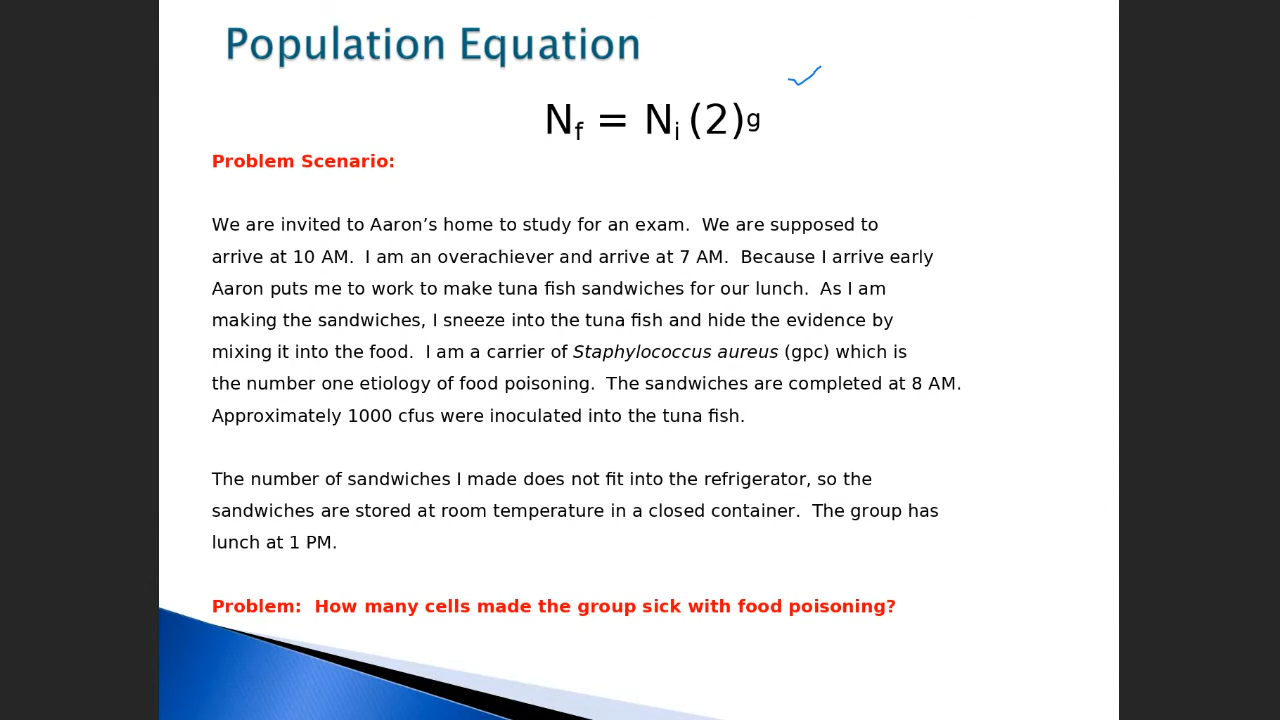 Population Equation
Nf = Ni (2)g
Problem Scenario:
We are invited to Aaron’s home to study for an exam.  We are supposed to
arrive at 10 AM.  I am an overachiever and arrive at 7 AM.  Because I arrive early
Aaron puts me to work to make tuna fish sandwiches for our lunch.  As I am
making the sandwiches, I sneeze into the tuna fish and hide the evidence by
mixing it into the food.  I am a carrier of Staphylococcus aureus (gpc) which is
the number one etiology of food poisoning.  The sandwiches are completed at 8 AM.
Approximately 1000 cfus were inoculated into the tuna fish.
The number of sandwiches I made does not fit into the refrigerator, so the
sandwiches are stored at room temperature in a closed container.  The group has
lunch at 1 PM.
Problem:  How many cells made the group sick with food poisoning?